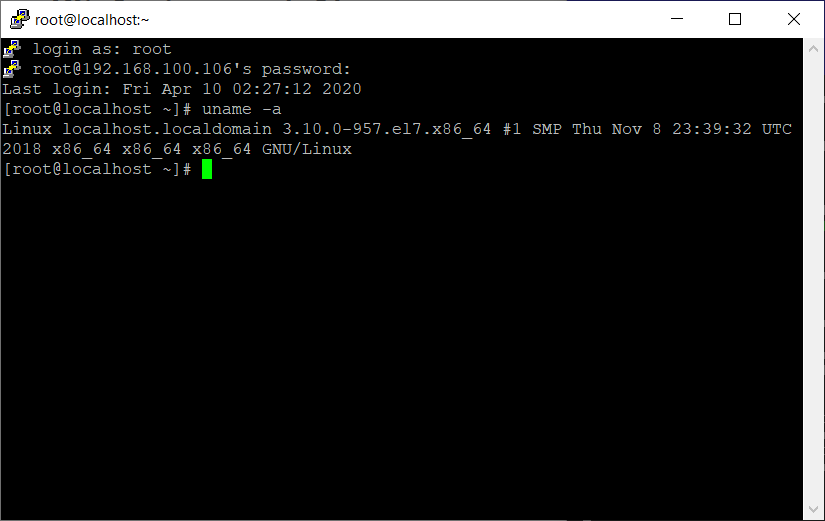 root@localhost:~
login as: root
root@192.168.100.106's password:
Last login: Fri Apr 10 02:27:12 2020
[root@localhost ~]# uname -a
Linux localhost.localdomain 3.10.0-957.el7.x86_64 #1 SMP Thu Nov 8 23:39:32 UTC
2018 x86_64 x86_64 x86_64 GNU/Linux
[root@localhost ~]#